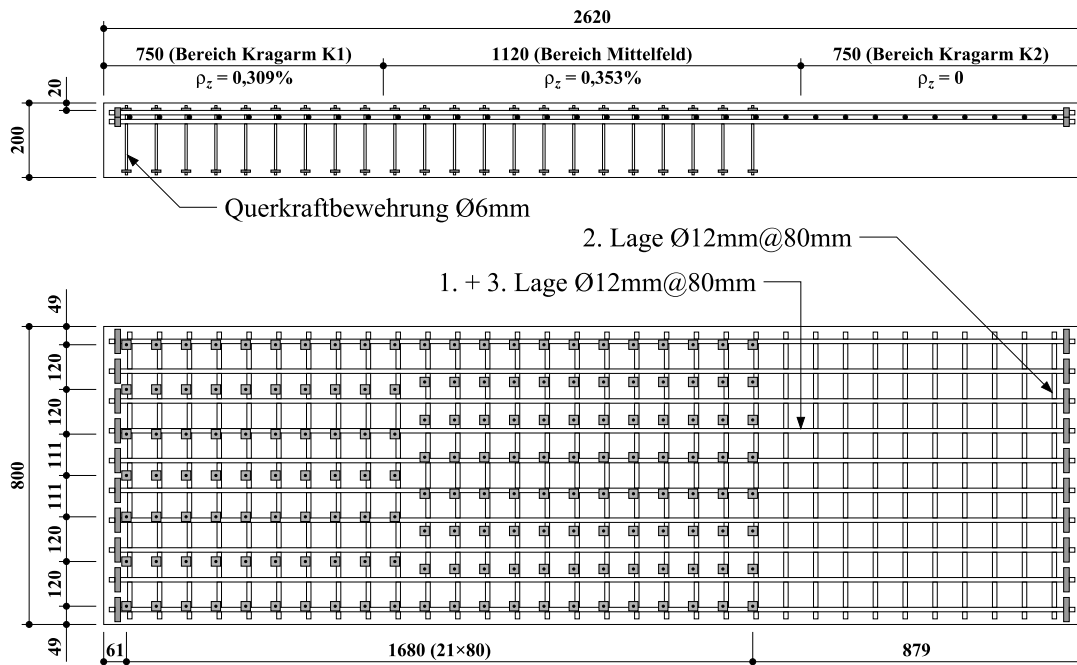 2620
750 (Bereich Kragarm K1) 1120 (Bereich Mittelfeld) 750 (Bereich Kragarm K2)
ρz = 0,309% ρz = 0,353% ρz = 0
20
200
Querkraftbewehrung Ø6mm
2. Lage Ø12mm@80mm
1. + 3. Lage Ø12mm@80mm
49
120
120
111
800
111
120
120
49
61 1680 (21×80) 879